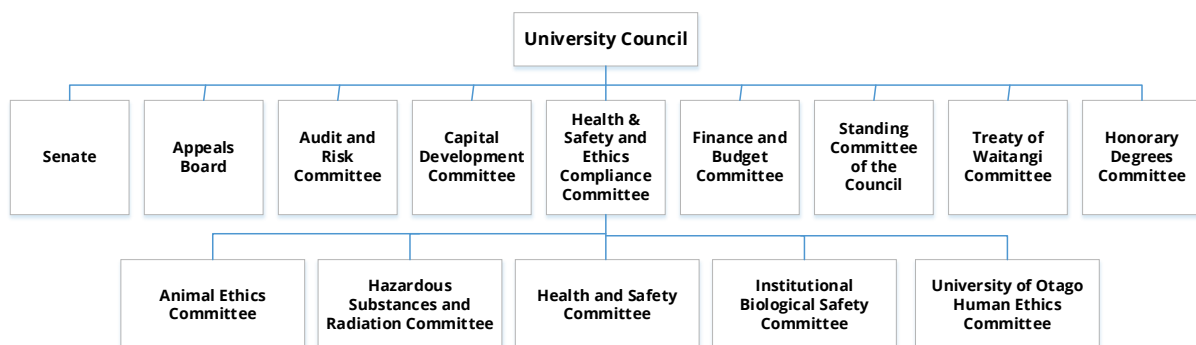 University Council
Senate
Appeals
Board
Audit and
Risk
Committee
Capital
Development
Committee
Health &
Safety and
Ethics
Compliance
Committee
Finance and
Budget
Committee
Standing
Committee
of the
Council
Treaty of
Waitangi
Committee
Honorary
Degrees
Committee
Animal Ethics
Committee
Hazardous
Substances and
Radiation Committee
Health and Safety
Committee
Institutional
Biological Safety
Committee
University of Otago
Human Ethics
Committee